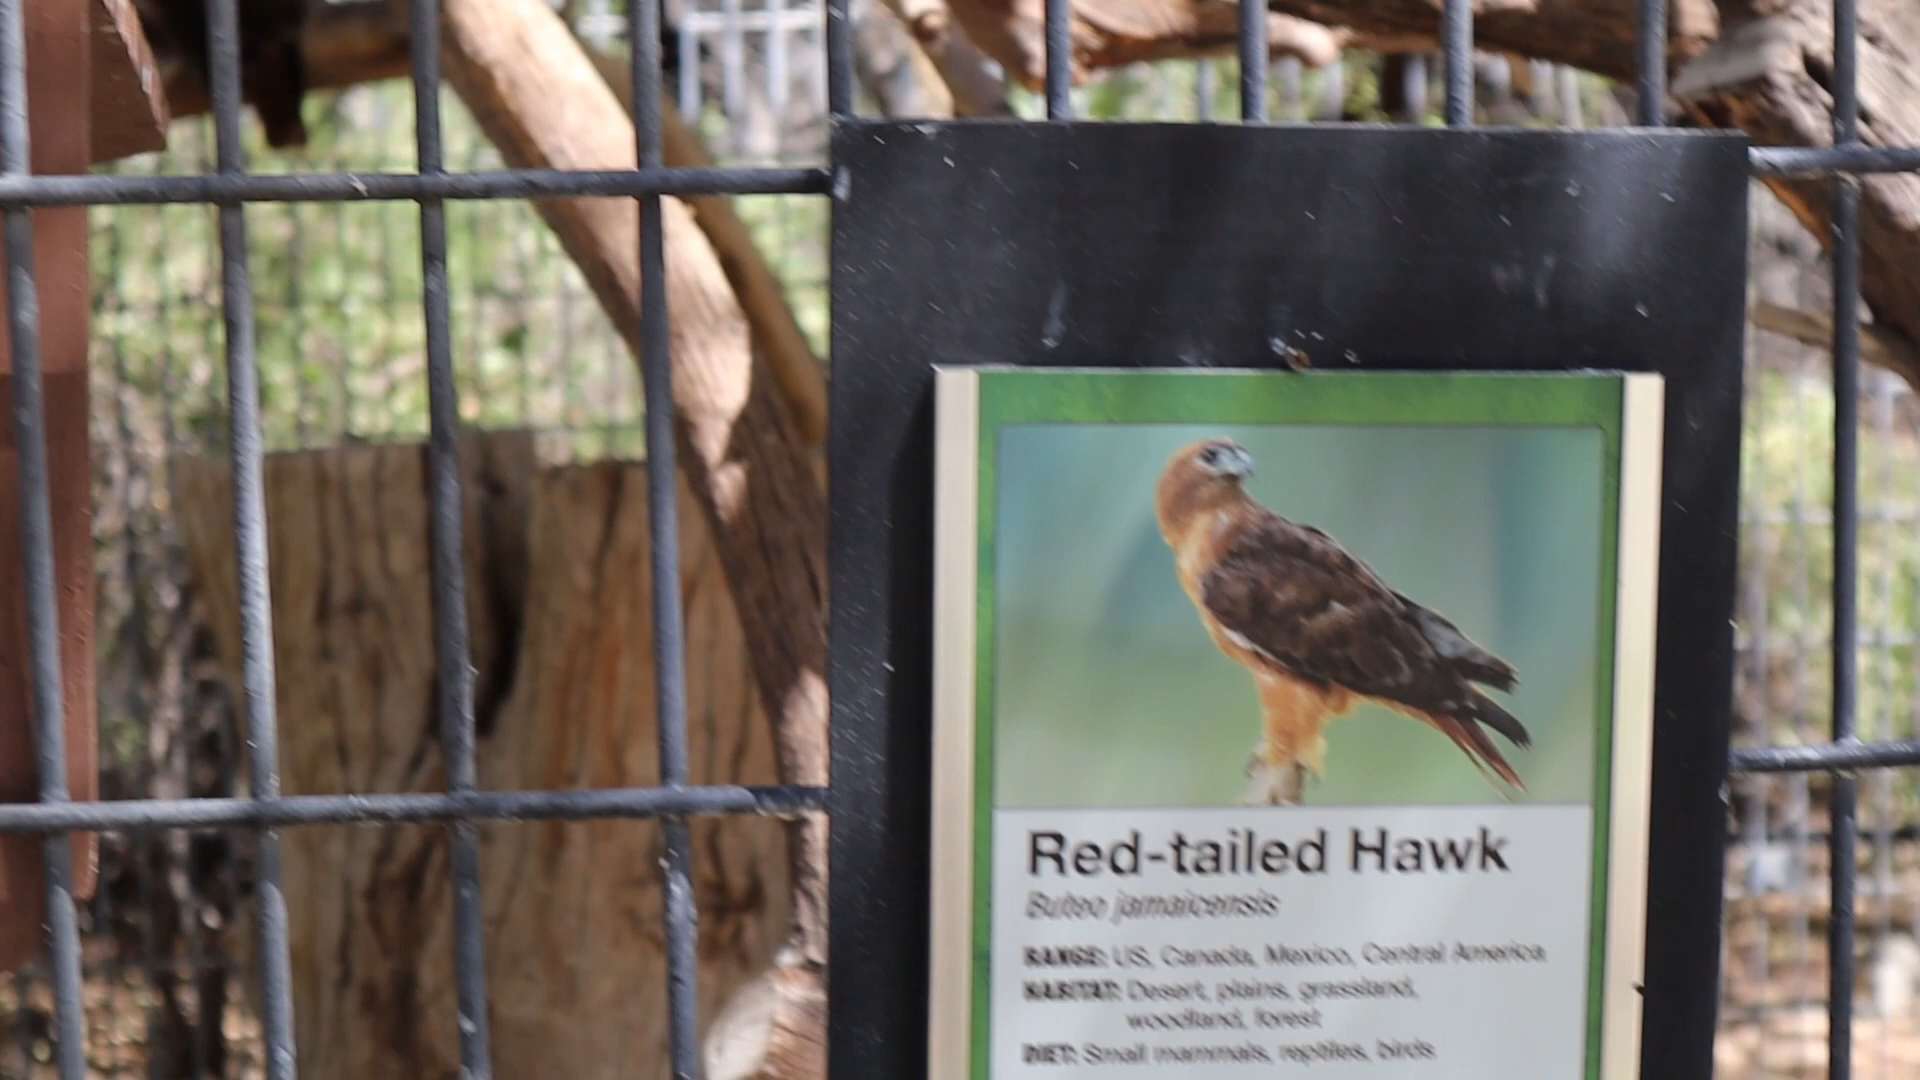 Red-tailed Hawk
Buteo jamaicensis
RANGE: US, Canada, Mexico, Central America
HABITAT: Desert, plains, grassland,
woodland, forest
DIET: Small mammals, reptiles, birds